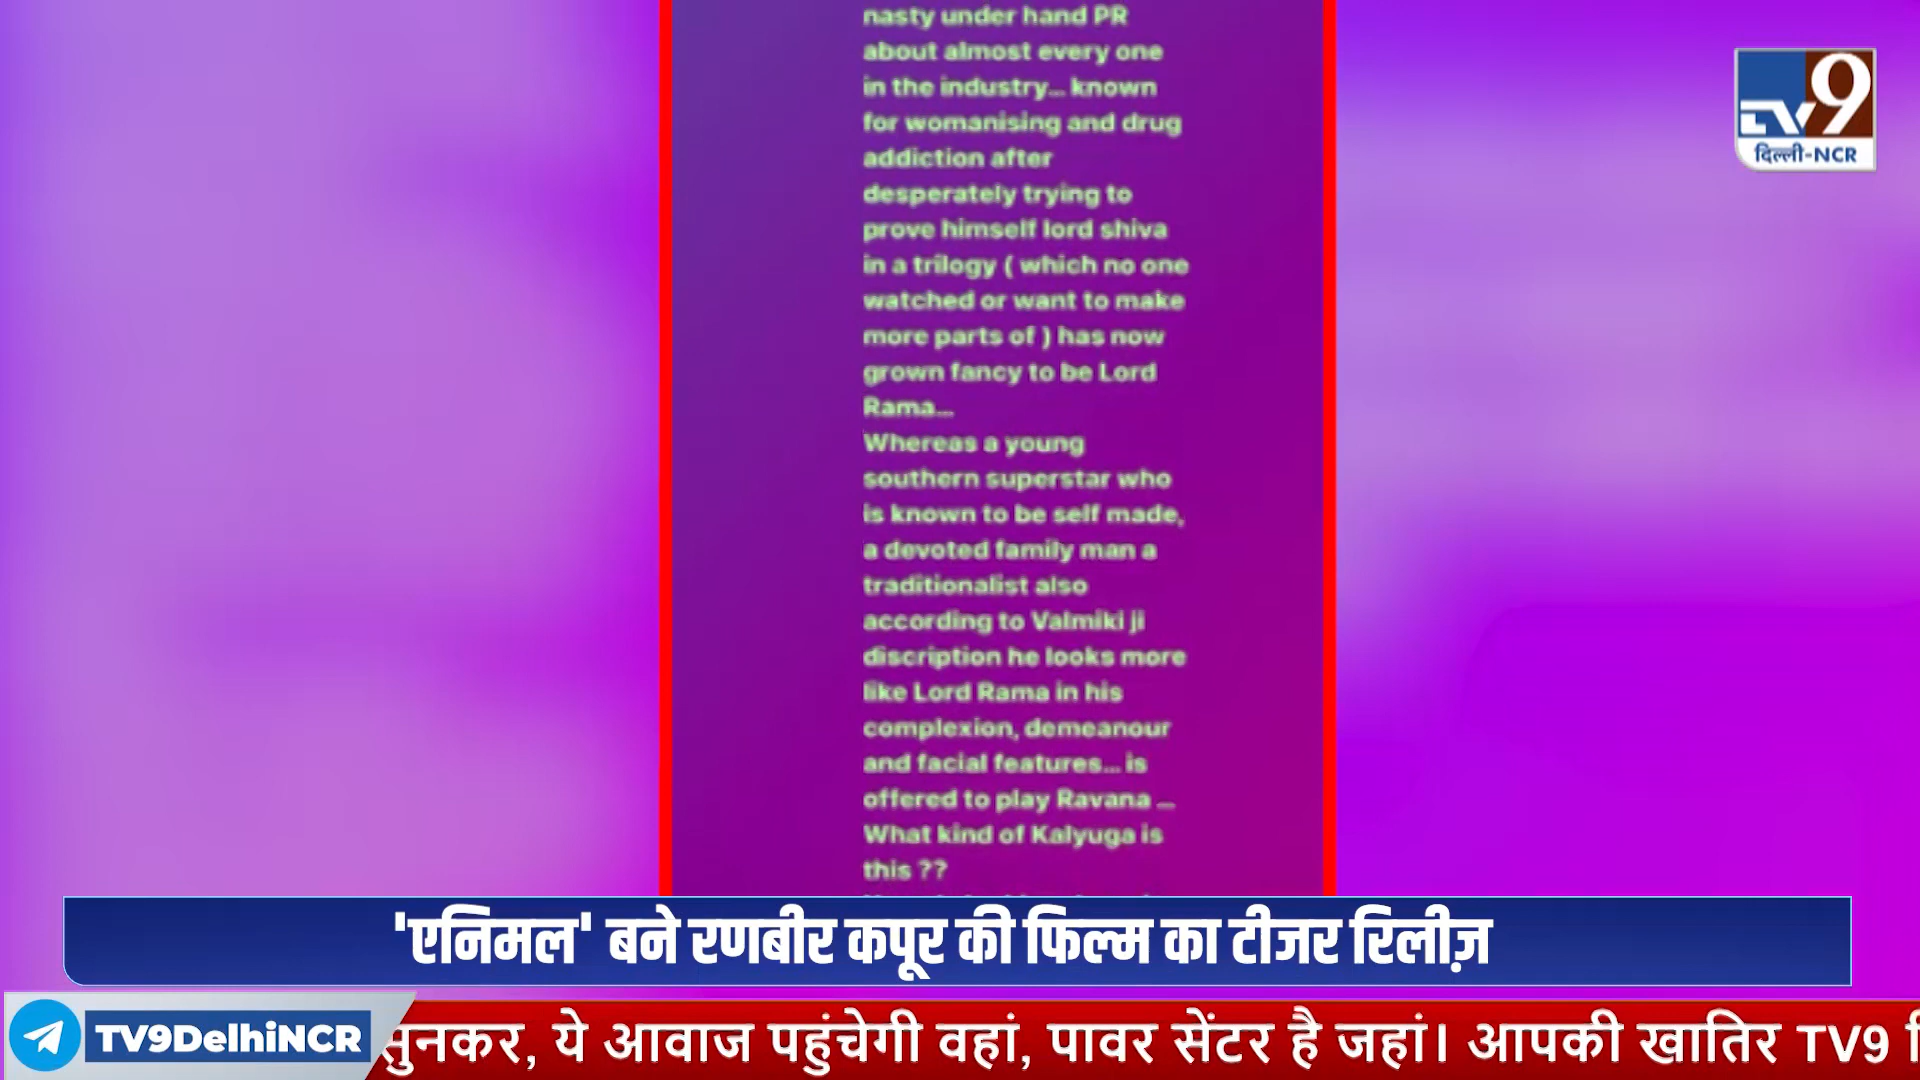 nasty under hand PR
about almost every one
in the industry... known
for womanising and drug
addiction after
desperately trying to
prove himself lord shiva
in a trilogy ( which no one
watched or want to make
more parts of ) has now
grown fancy to be Lord
Rama...
Whereas a young
southern superstar who
is known to be self made,
a devoted family man a
traditionalist also
according to Valmiki ji
discription he looks more
like Lord Rama in his
complexion, demeanour
and facial features... is
offered to play Ravana ...
What kind of Kalyuga is
this ??
TV9
दिल्ली-NCR
'एनिमल' बने रणबीर कपूर की फिल्म का टीजर रिलीज़
TV9DelhiNCR
सुनकर, ये आवाज पहुंचेगी वहां, पावर सेंटर है जहां। आपकी खातिर TV9